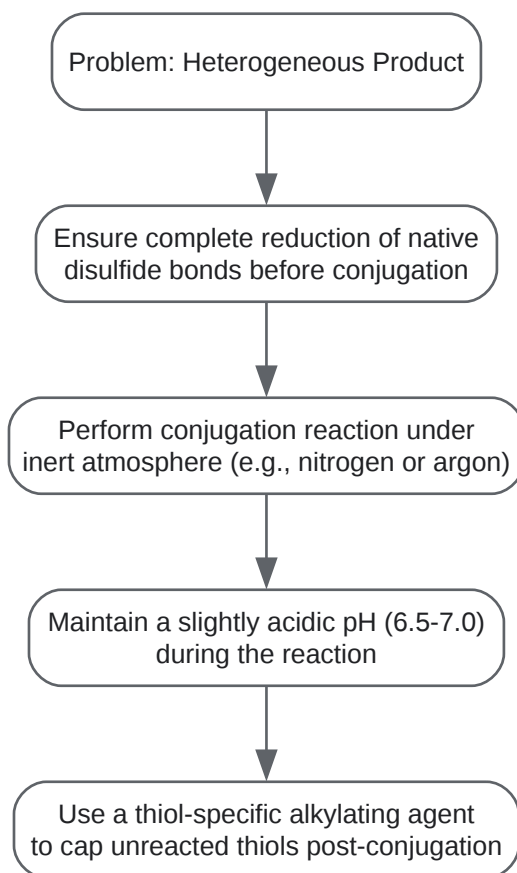 Problem: Heterogeneous Product
Ensure complete reduction of native
disulfide bonds before conjugation
Perform conjugation reaction under
inert atmosphere (e.g., nitrogen or argon)
Maintain a slightly acidic pH (6.5-7.0)
during the reaction
Use a thiol-specific alkylating agent
to cap unreacted thiols post-conjugation